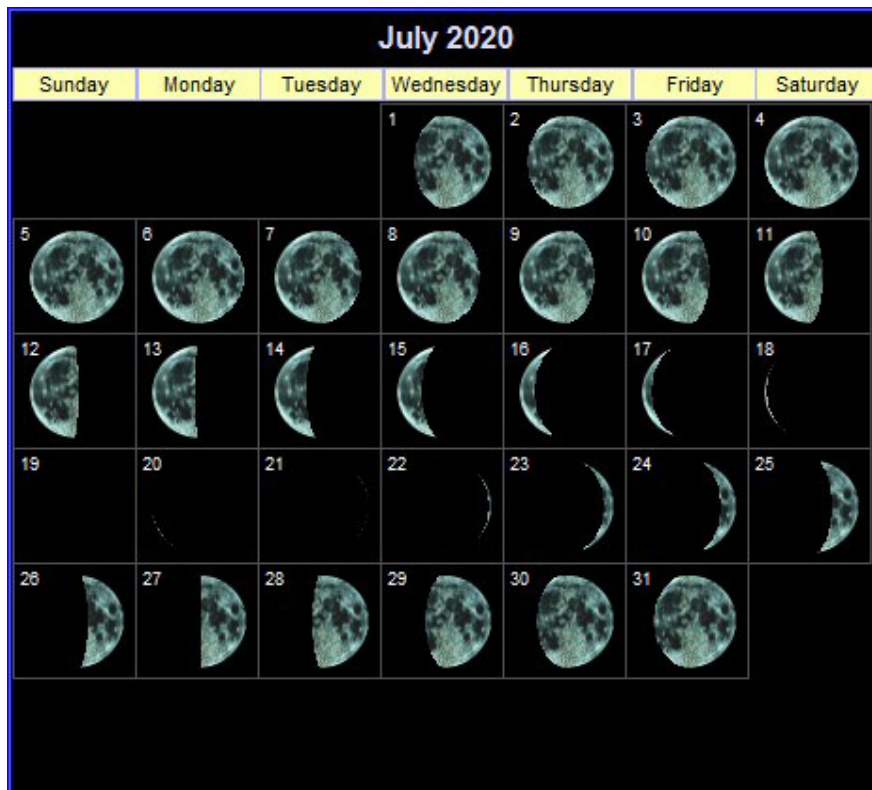 July 2020
Sunday Monday Tuesday Wednesday Thursday Friday Saturday
1 2 3 4
5 6 7 8 9 10 11
12 13 14 15 16 17 18
19 20 21 22 23 24 25
26 27 28 29 30 31